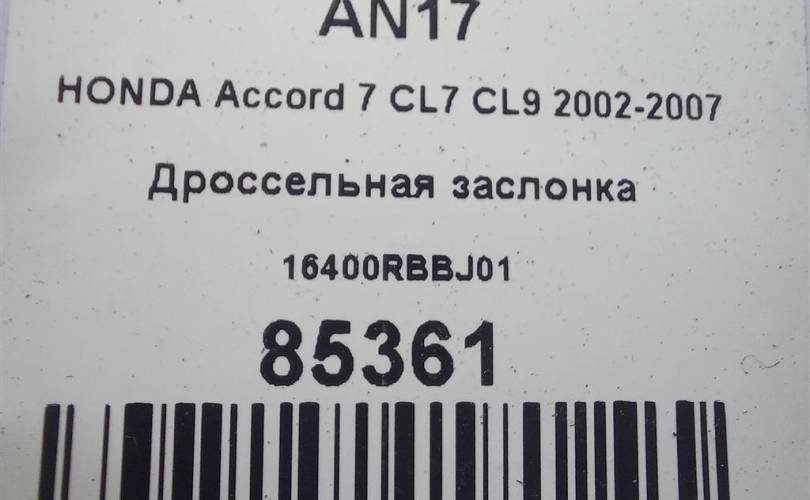 AN17
HONDA Accord 7 CL7 CL9 2002-2007
Дроссельная заслонка
16400RBBJ01
85361